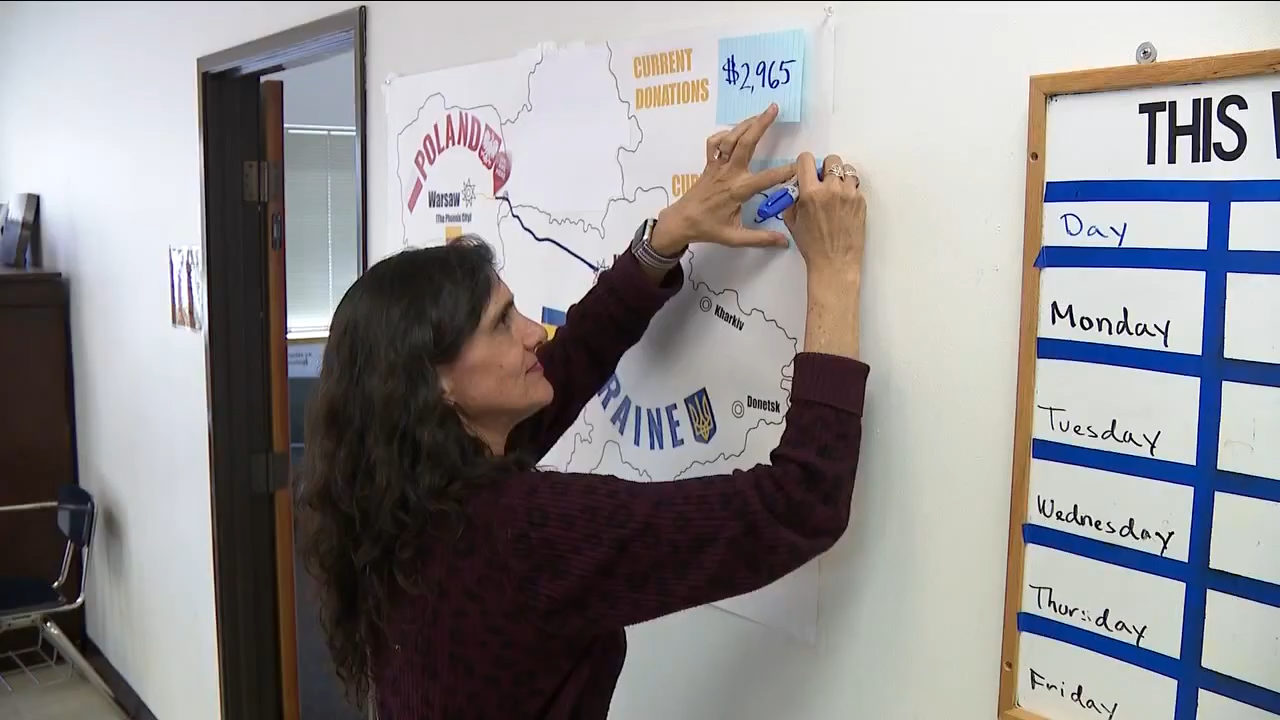 CURRENT
DONATIONS
$2,965
POLAND
Warsaw
(The Phoenix City)
Kharkiv
Donetsk
RAINE
THIS
Day
Monday
Tuesday
Wednesday
Thursday
Friday